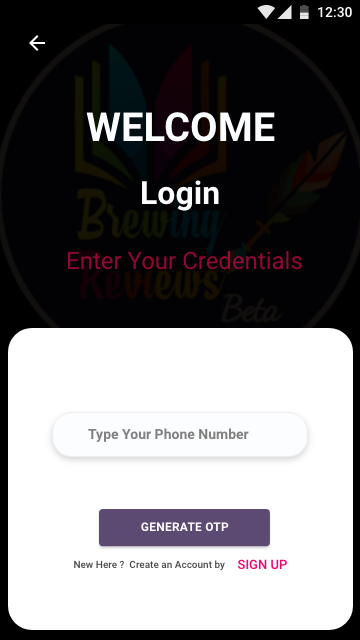 12:30
WELCOME
Login
Brewing
Enter Your Credentials
Reviews
Beta
Type Your Phone Number
GENERATE OTP
New Here ? Create an Account by SIGN UP